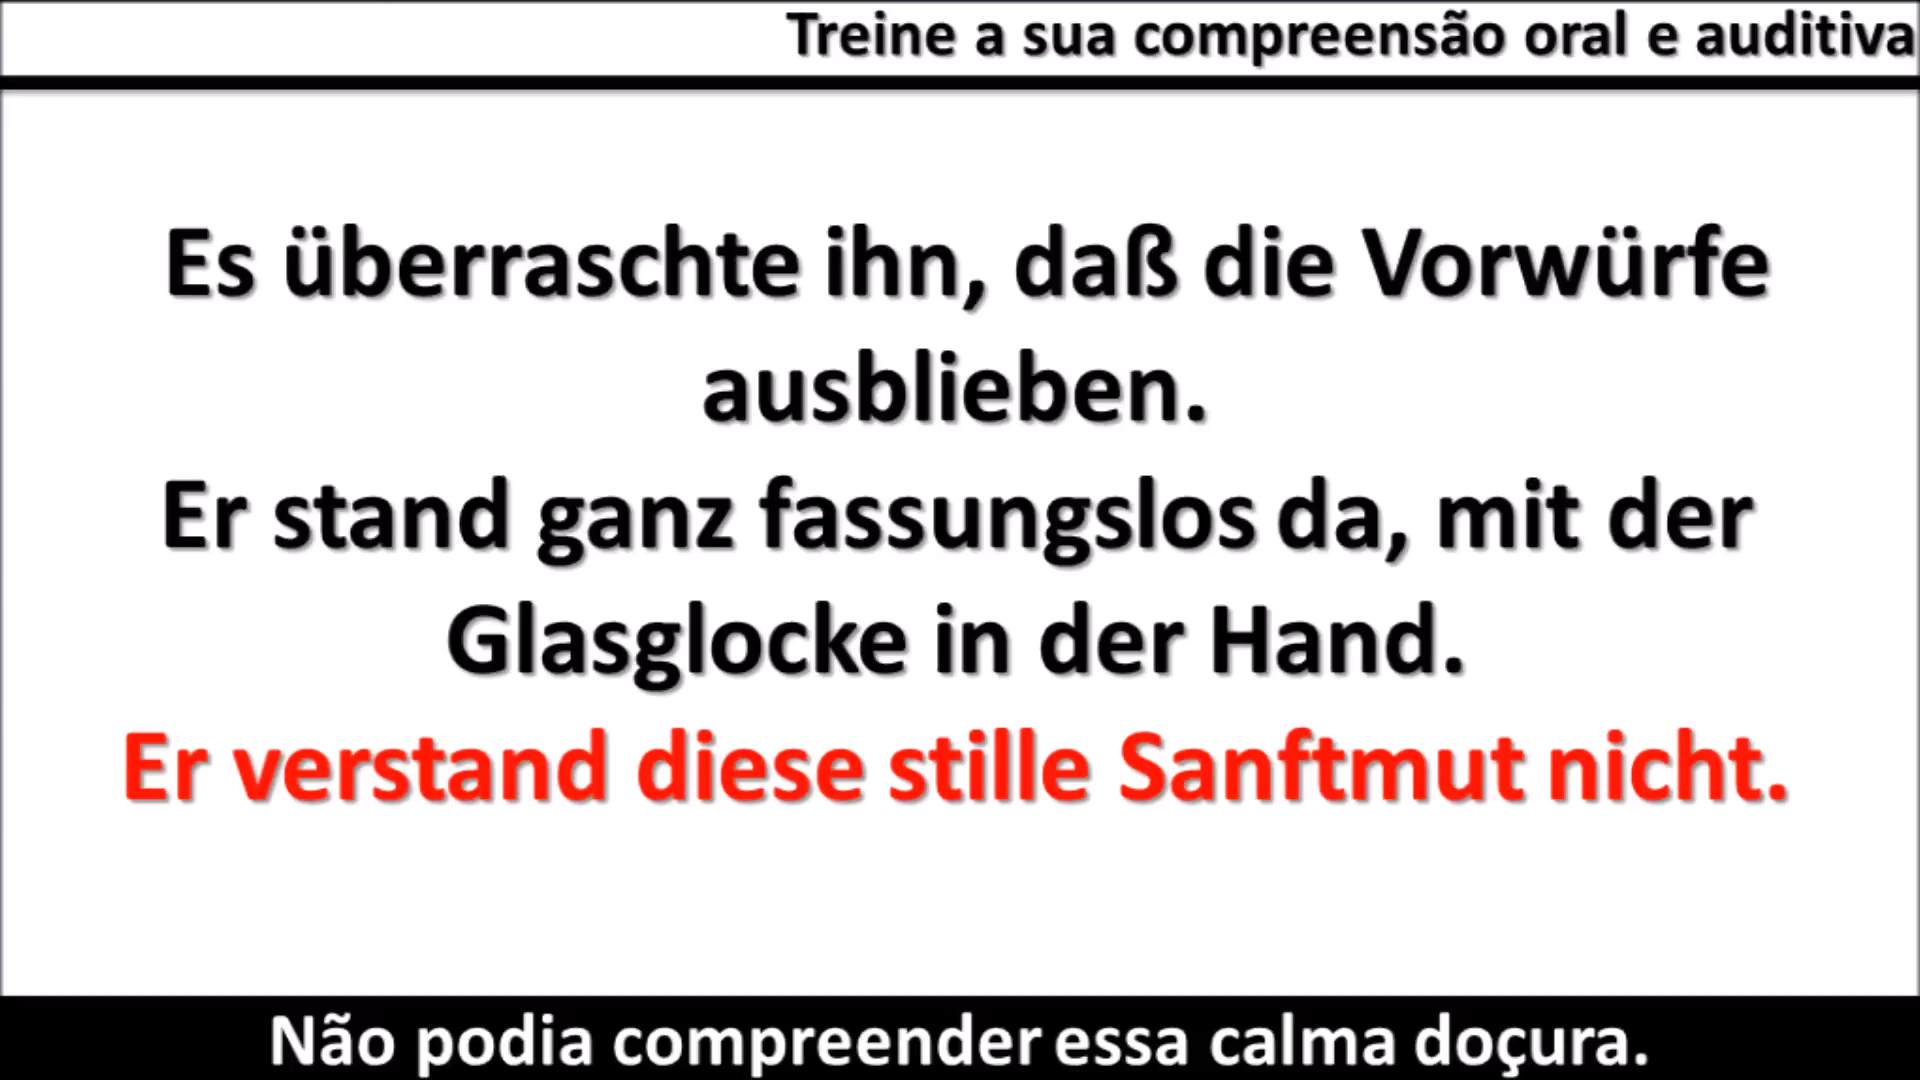 Treine a sua compreensão oral e auditiva
Es überraschte ihn, daß die Vorwürfe
ausblieben.
Er stand ganz fassungslos da, mit der
Glasglocke in der Hand.
Er verstand diese stille Sanftmut nicht.
Não podia compreender essa calma doçura.